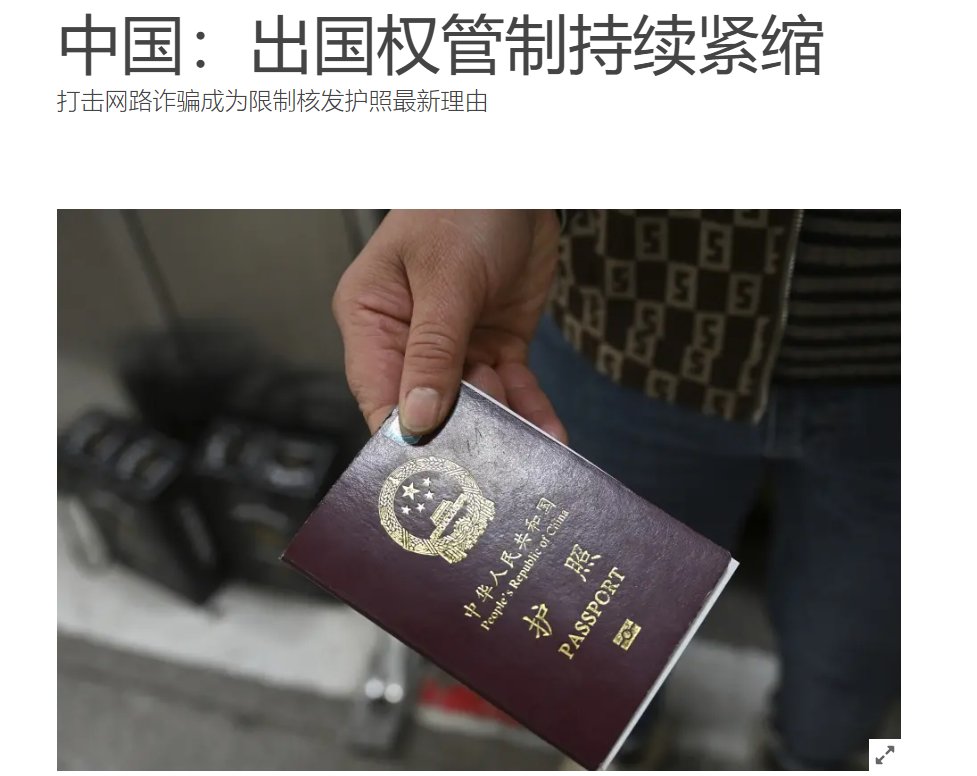 中国：出国权管制持续紧缩
打击网路诈骗成为限制核发护照最新理由
中华人民共和国
People's Republic of China
护照
PASSPORT